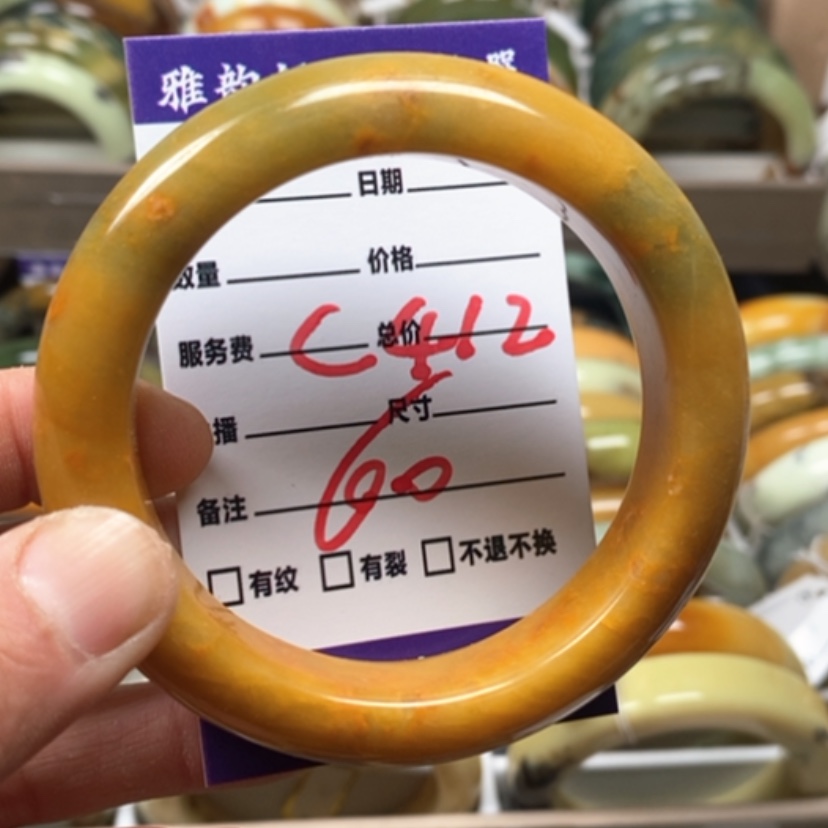 雅韵
日期
数量 价格
服务费 总价
播 尺寸
60
备注
有纹 有裂 不退不换